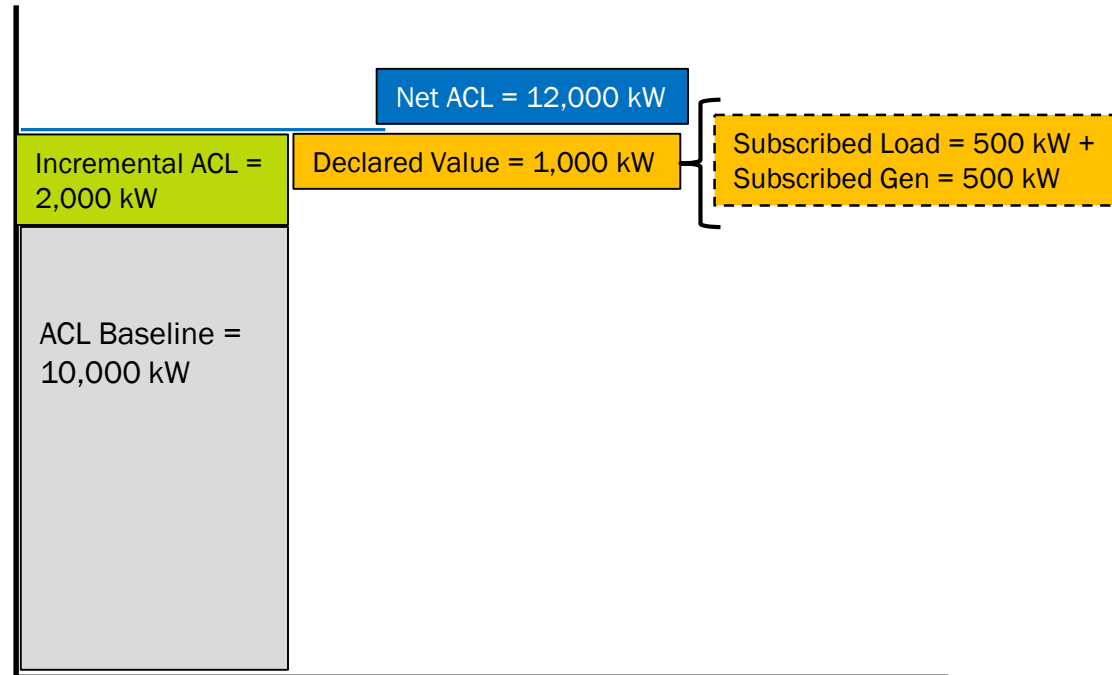 Net ACL = 12,000 kW
Incremental ACL =
2,000 kW
Declared Value = 1,000 kW
Subscribed Load = 500 kW +
Subscribed Gen = 500 kW
ACL Baseline =
10,000 kW